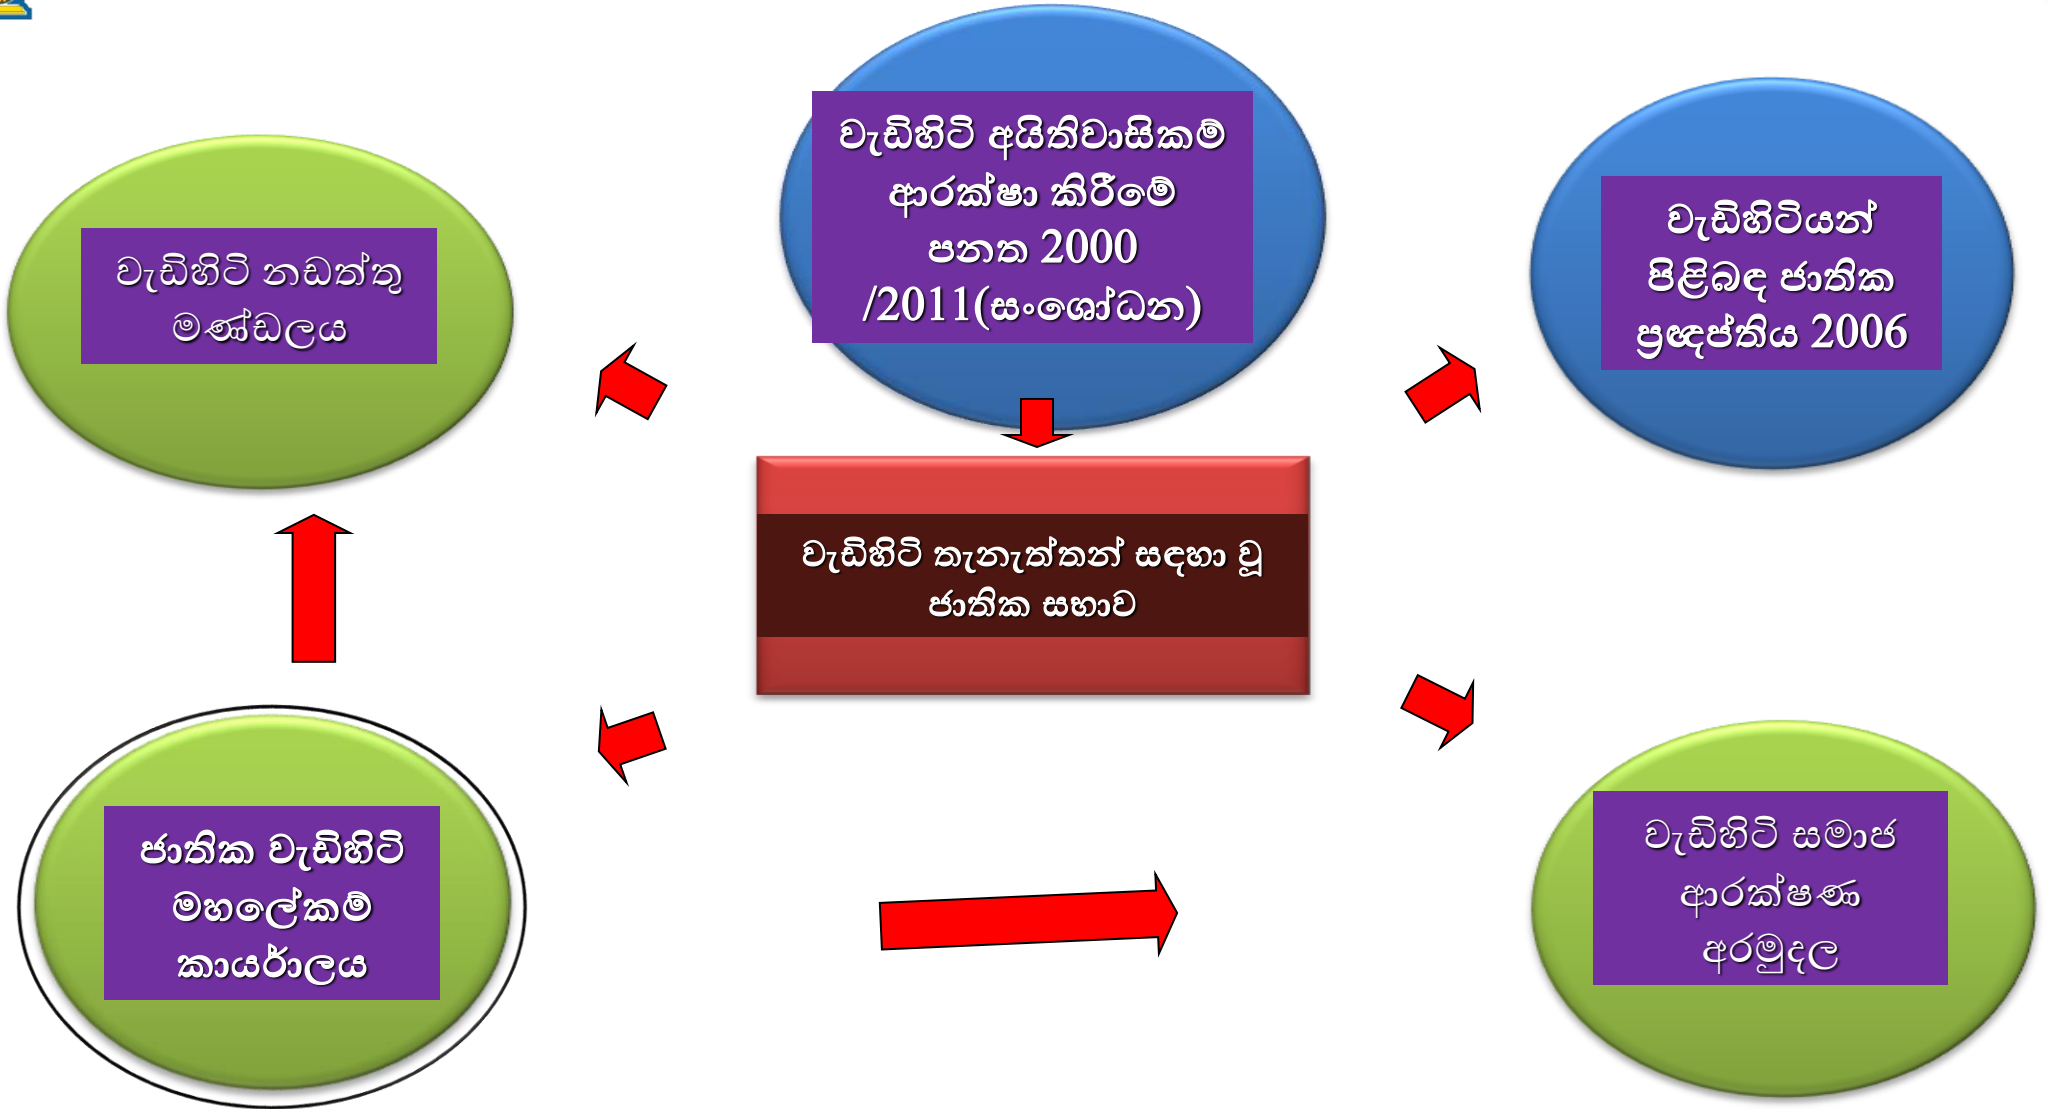 වැඩිහිටි අයිතිවාසිකම්
ආරක්ෂා කිරීමේ
පනත 2000
/2011(සංශෝධන)
වැඩිහිටි නඩත්තු
මණ්ඩලය
වැඩිහිටියන්
පිළිබඳ ජාතික
ප්‍රඥප්තිය 2006
වැඩිහිටි තැනැත්තන් සඳහා වූ
ජාතික සභාව
ජාතික වැඩිහිටි
මහලේකම්
කාර්යාලය
වැඩිහිටි සමාජ
ආරක්ෂණ
අරමුදල